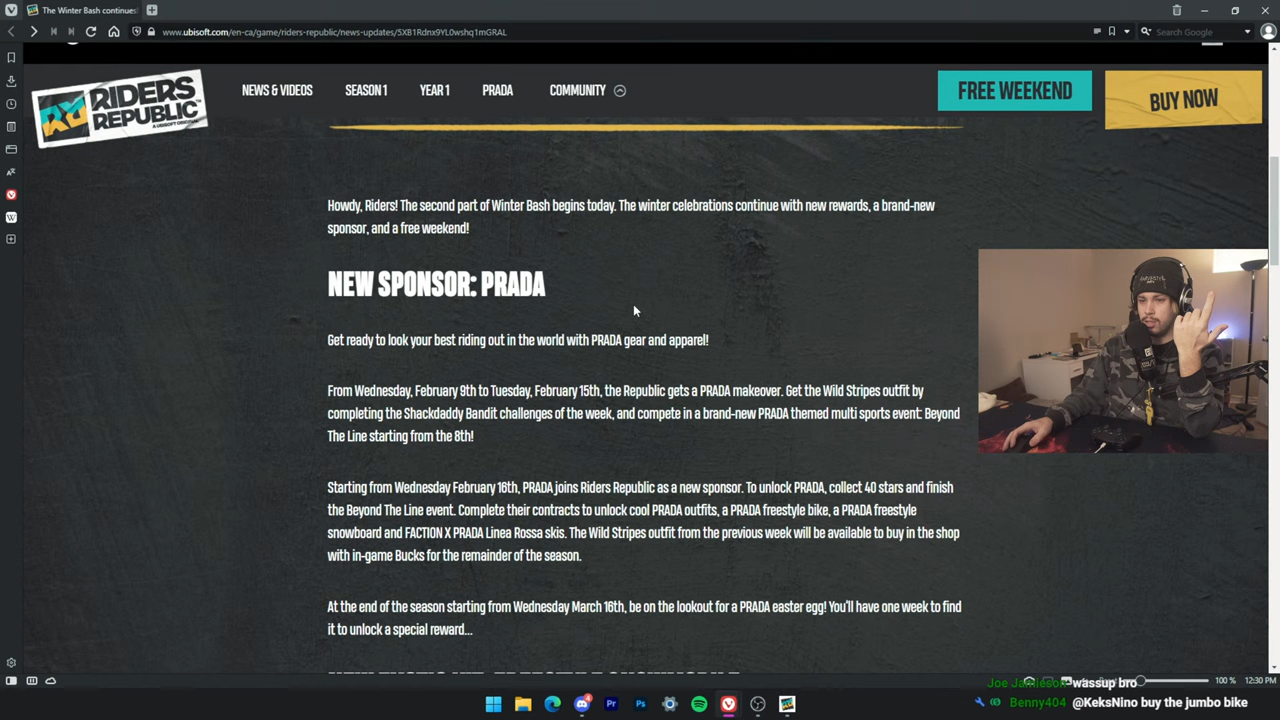 The Winter Bash continues
www.ubisoft.com/en-ca/game/riders-republic/news-updates/5XB1Rdnx9YL0wshq1mGRAL
Search Google
RIDERS REPUBLIC
A UBISOFT ORIGINAL
NEWS & VIDEOS
SEASON 1
YEAR 1
PRADA
COMMUNITY
FREE WEEKEND
BUY NOW
Howdy, Riders! The second part of Winter Bash begins today. The winter celebrations continue with new rewards, a brand-new
sponsor, and a free weekend!
NEW SPONSOR: PRADA
Get ready to look your best riding out in the world with PRADA gear and apparel!
From Wednesday, February 9th to Tuesday, February 15th, the Republic gets a PRADA makeover. Get the Wild Stripes outfit by
completing the Shackdaddy Bandit challenges of the week, and compete in a brand-new PRADA themed multi sports event: Beyond
The Line starting from the 8th!
Starting from Wednesday February 16th, PRADA joins Riders Republic as a new sponsor. To unlock PRADA, collect 40 stars and finish
the Beyond The Line event. Complete their contracts to unlock cool PRADA outfits, a PRADA freestyle bike, a PRADA freestyle
snowboard and FACTION X PRADA Linea Rossa skis. The Wild Stripes outfit from the previous week will be available to buy in the shop
with in-game Bucks for the remainder of the season.
At the end of the season starting from Wednesday March 16th, be on the lookout for a PRADA easter egg! You'll have one week to find
it to unlock a special reward...
100 %
12:30 PM
Joe Jamieson wassup bro
Benny404 @KeksNino buy the jumbo bike